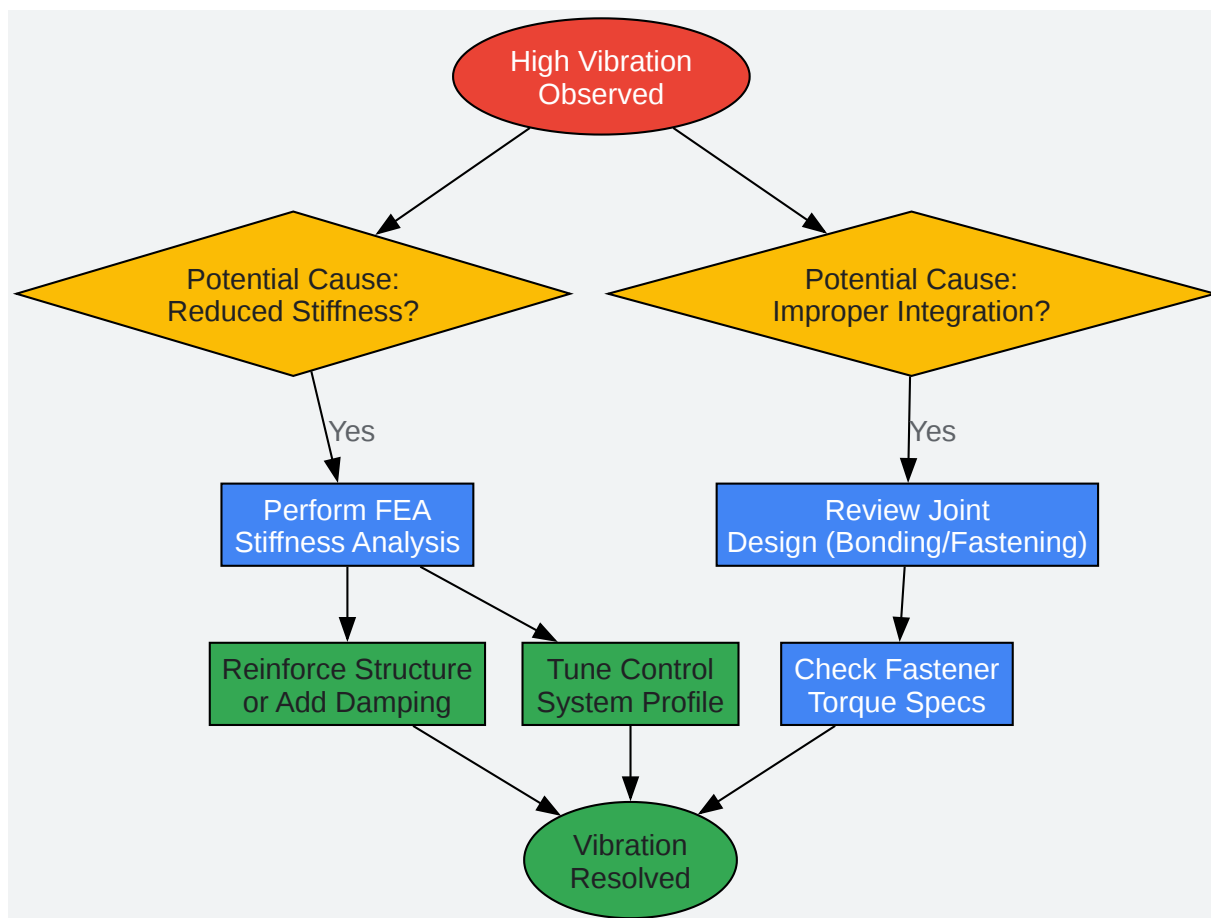 High Vibration
Observed
Potential Cause:
Reduced Stiffness?
Potential Cause:
Improper Integration?
Yes
Yes
Perform FEA
Stiffness Analysis
Review Joint
Design (Bonding/Fastening)
Reinforce Structure
or Add Damping
Tune Control
System Profile
Check Fastener
Torque Specs
Vibration
Resolved